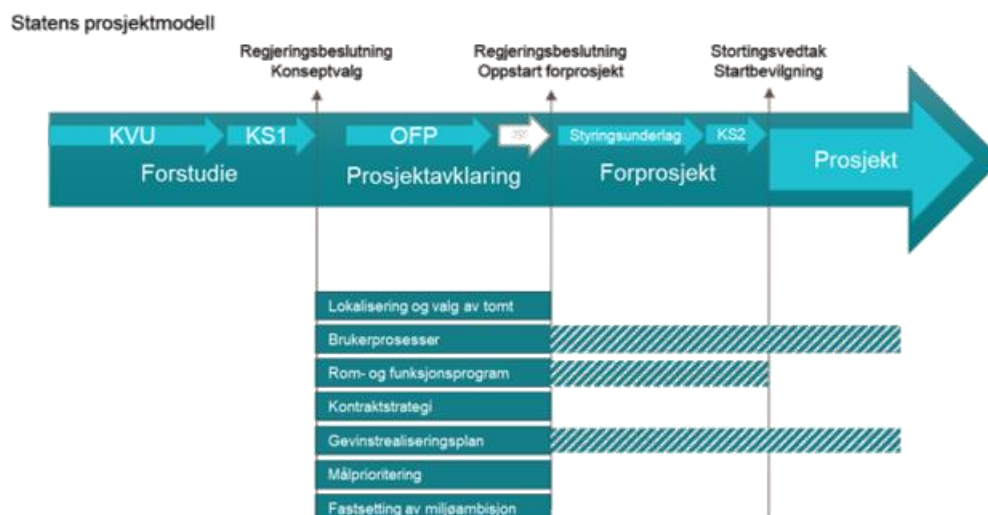 Statens prosjektmodell
Regjeringsbeslutning
Konseptvalg
Regjeringsbeslutning
Oppstart forprosjekt
Stortingsvedtak
Startbevilgning
KVU
KS1
OFP
Styringsunderlag
KS2
Forstudie
Prosjektavklaring
Forprosjekt
Prosjekt
Lokalisering og valg av tomt
Brukerprosesser
Rom- og funksjonsprogram
Kontraktstrategi
Gevinstrealiseringsplan
Målprioritering
Fastsetting av miljøambisjon